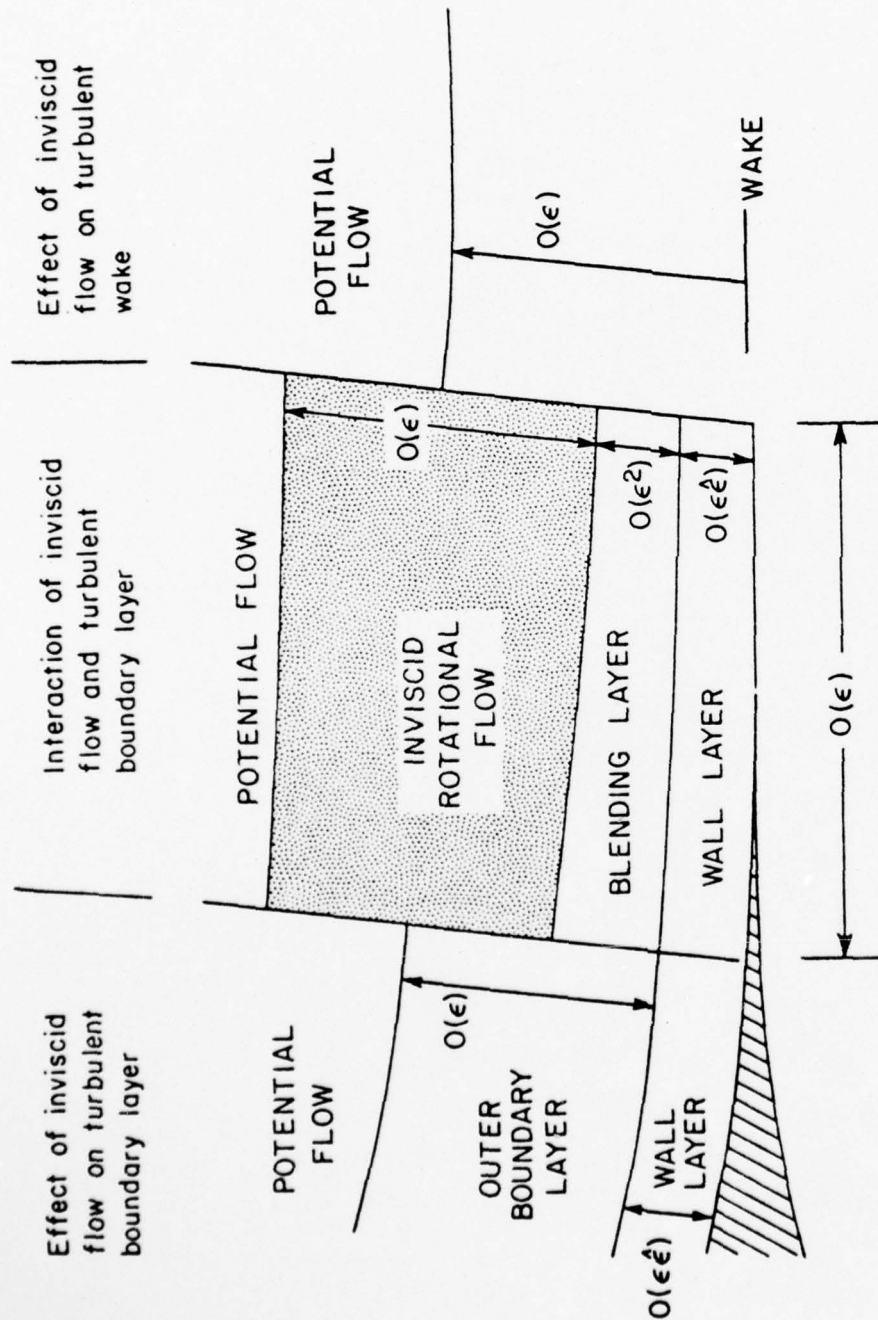 Effect of inviscid
flow on turbulent
boundary layer
Interaction of inviscid
flow and turbulent
boundary layer
Effect of inviscid
flow on turbulent
wake
POTENTIAL
FLOW
POTENTIAL FLOW
POTENTIAL
FLOW
OUTER
BOUNDARY
LAYER
O(ϵ)
INVISCID
ROTATIONAL
FLOW
O(ϵ)
O(ϵ)
BLENDING LAYER
O(ϵ²)
WALL
LAYER
O(ϵϵ̂)
WALL LAYER
O(ϵϵ̂)
WAKE
O(ϵ)